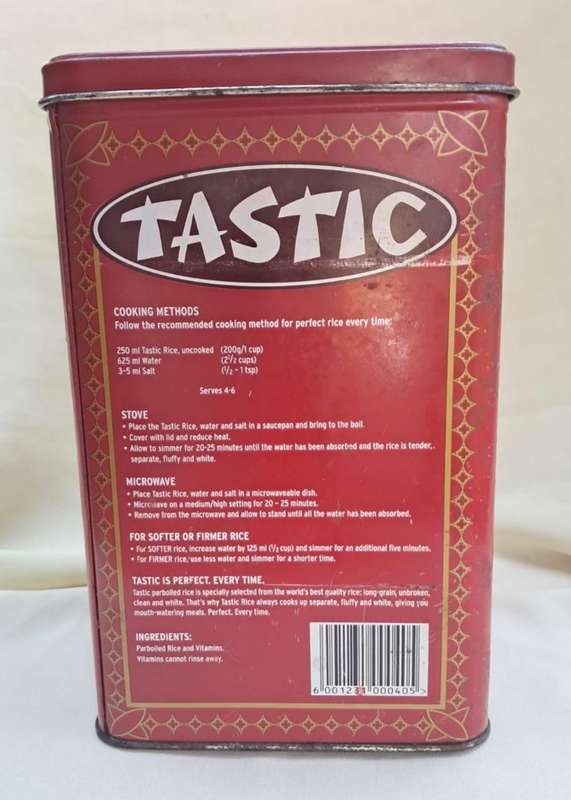 TASTIC
COOKING METHODS
Follow the recommended cooking method for perfect rice every time:
250 ml Tastic Rice, uncooked (200g/1 cup)
625 ml Water (2½ cups)
3-5 ml Salt (½ - 1 tsp)
Serves 4-6
STOVE
• Place the Tastic Rice, water and salt in a saucepan and bring to the boil.
• Cover with lid and reduce heat.
• Allow to simmer for 20-25 minutes until the water has been absorbed and the rice is tender,
separate, fluffy and white.
MICROWAVE
• Place Tastic Rice, water and salt in a microwaveable dish.
• Microwave on a medium/high setting for 20 - 25 minutes.
• Remove from the microwave and allow to stand until all the water has been absorbed.
FOR SOFTER OR FIRMER RICE
• For SOFTER rice, increase water by 125 ml (½ cup) and simmer for an additional five minutes.
• For FIRMER rice, use less water and simmer for a shorter time.
TASTIC IS PERFECT. EVERY TIME.
Tastic parboiled rice is specially selected from the world's best quality rice: long-grain, unbroken,
clean and white. That's why Tastic Rice always cooks up separate, fluffy and white, giving you
mouth-watering meals. Perfect. Every time.
INGREDIENTS:
Parboiled Rice and Vitamins.
Vitamins cannot rinse away.
6 001231 000405 >